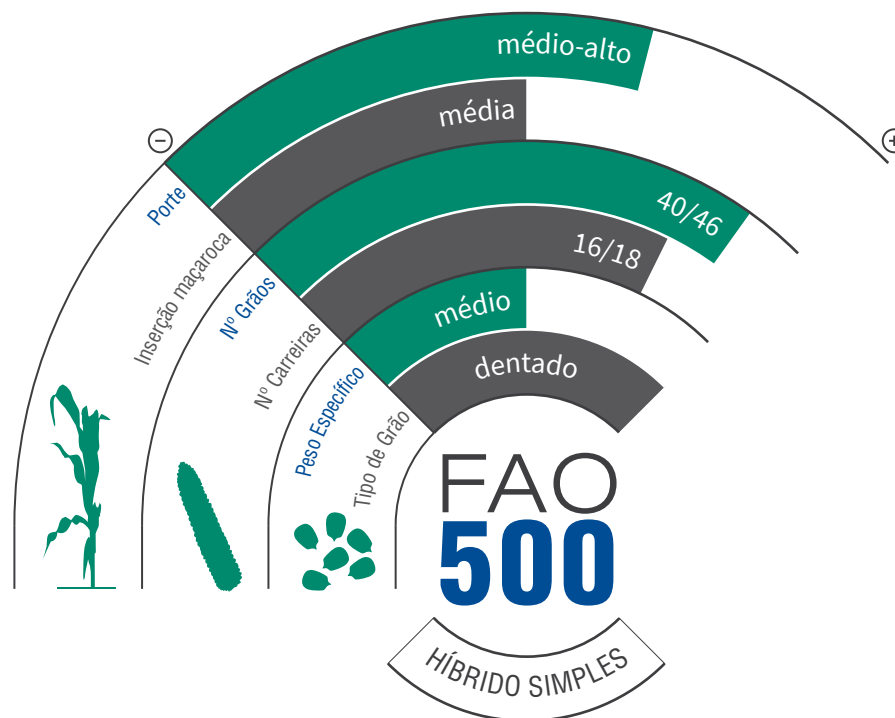 médio-alto
média
40/46
16/18
médio
dentado
−
+
Porte
Inserção maçaroca
Nº Grãos
Nº Carreiras
Peso Específico
Tipo de Grão
FAO
500
HÍBRIDO SIMPLES